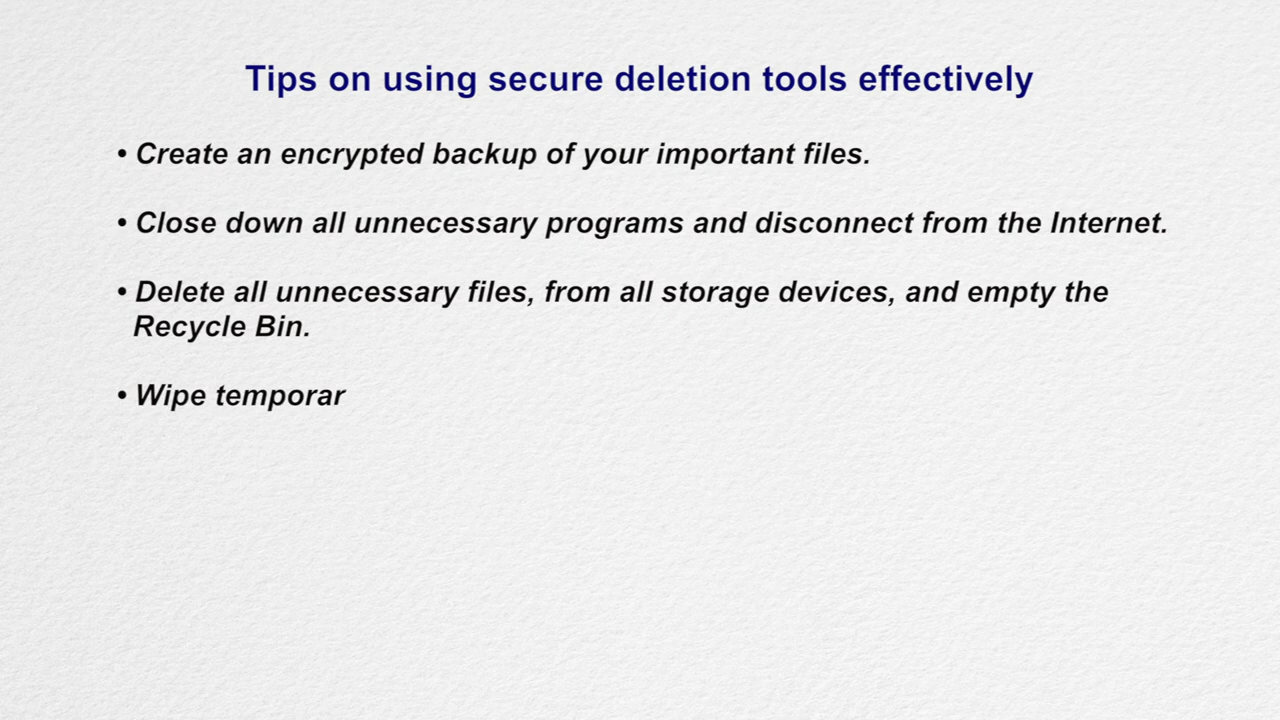 Tips on using secure deletion tools effectively
• Create an encrypted backup of your important files.
• Close down all unnecessary programs and disconnect from the Internet.
• Delete all unnecessary files, from all storage devices, and empty the
Recycle Bin.
• Wipe temporar